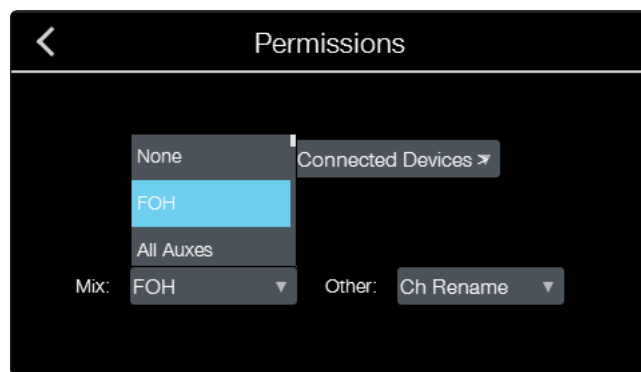 Permissions
None
Connected Devices
FOH
All Auxes
Mix: FOH Other: Ch Rename